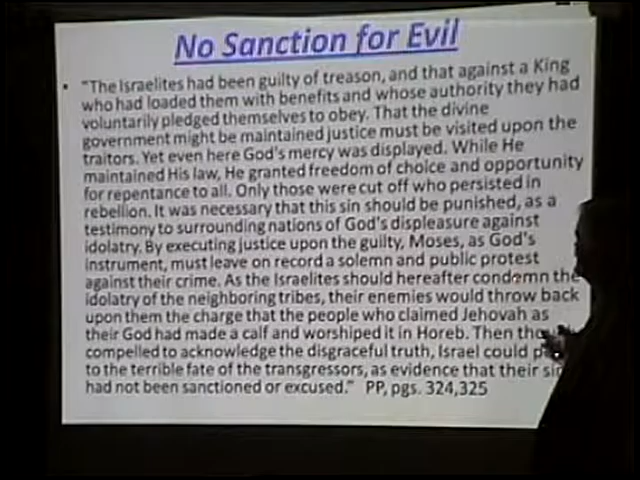 No Sanction for Evil
• "The Israelites had been guilty of treason, and that against a King
who had loaded them with benefits and whose authority they had
voluntarily pledged themselves to obey. That the divine
government might be maintained justice must be visited upon the
traitors. Yet even here God's mercy was displayed. While He
maintained His law, He granted freedom of choice and opportunity
for repentance to all. Only those were cut off who persisted in
rebellion. It was necessary that this sin should be punished, as a
testimony to surrounding nations of God's displeasure against
idolatry. By executing justice upon the guilty, Moses, as God's
instrument, must leave on record a solemn and public protest
against their crime. As the Israelites should hereafter condemn the
idolatry of the neighboring tribes, their enemies would throw back
upon them the charge that the people who claimed Jehovah as
their God had made a calf and worshiped it in Horeb. Then
compelled to acknowledge the disgraceful truth, Israel could
to the terrible fate of the transgressors, as evidence that their
had not been sanctioned or excused." PP, pgs. 324,325